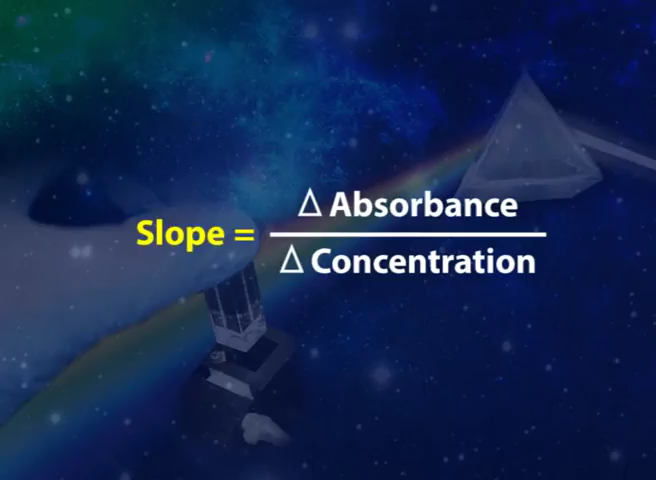 Slope = Δ Absorbance
Δ Concentration